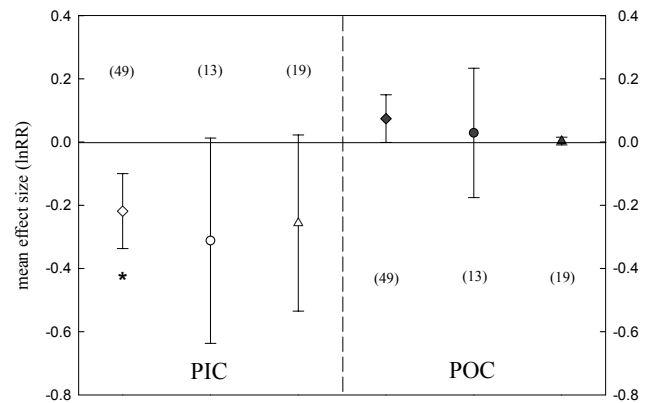 0.4 0.4
(49) (13) (19)
0.2 0.2
0.0 0.0
mean effect size (lnRR)
-0.2 -0.2
*
-0.4 (49) (13) (19) -0.4
-0.6 -0.6
PIC POC
-0.8 -0.8